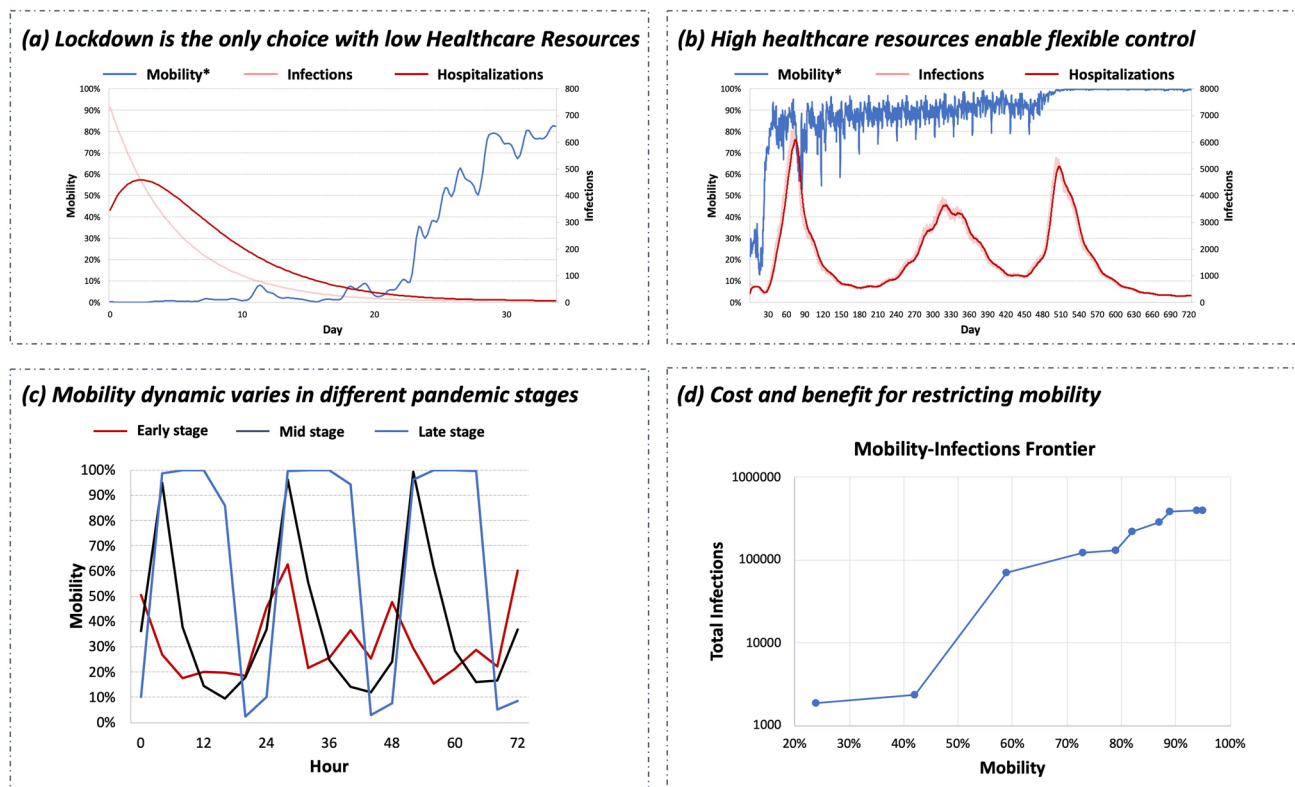 (a) Lockdown is the only choice with low Healthcare Resources
Mobility* Infections Hospitalizations
100% 800
90% 700
80%
70% 600
60% 500
50% 400
40% 300
30%
20% 200
10% 100
0% 0
Mobility
Infections
0 10 20 30
Day
(b) High healthcare resources enable flexible control
Mobility* Infections Hospitalizations
100% 8000
90% 7000
80%
70% 6000
60% 5000
50% 4000
40% 3000
30%
20% 2000
10% 1000
0% 0
Mobility
Infections
30 60 90 120 150 180 210 240 270 300 330 360 390 420 450 480 510 540 570 600 630 660 690 720
Day
(c) Mobility dynamic varies in different pandemic stages
Early stage Mid stage Late stage
100%
90%
80%
70%
60%
50%
40%
30%
20%
10%
0%
Mobility
0 12 24 36 48 60 72
Hour
(d) Cost and benefit for restricting mobility
Mobility-Infections Frontier
1000000
100000
10000
1000
Total Infections
20% 30% 40% 50% 60% 70% 80% 90% 100%
Mobility